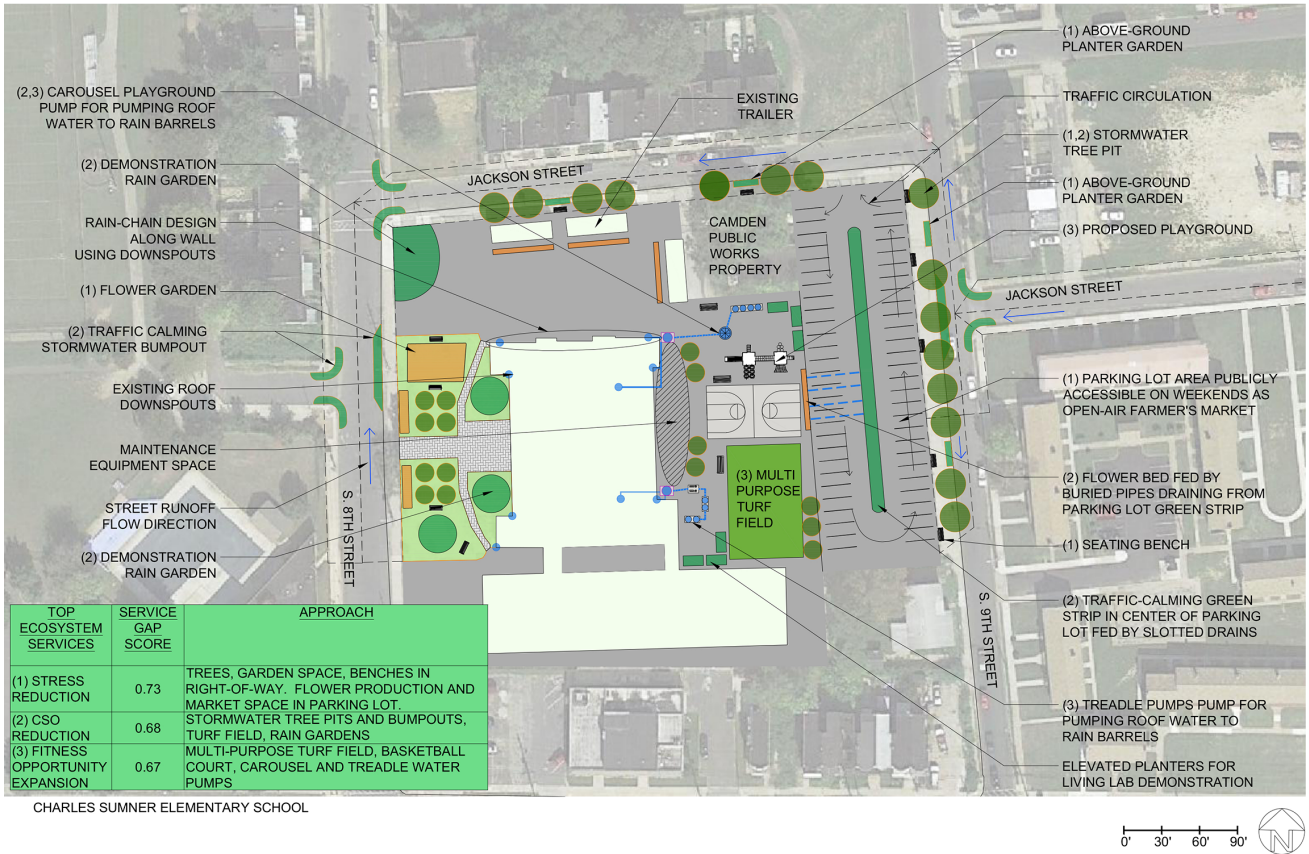 (2,3) CAROUSEL PLAYGROUND
PUMP FOR PUMPING ROOF
WATER TO RAIN BARRELS
(2) DEMONSTRATION
RAIN GARDEN
RAIN-CHAIN DESIGN
ALONG WALL
USING DOWNSPOUTS
(1) FLOWER GARDEN
(2) TRAFFIC CALMING
STORMWATER BUMPOUT
EXISTING ROOF
DOWNSPOUTS
MAINTENANCE
EQUIPMENT SPACE
STREET RUNOFF
FLOW DIRECTION
(2) DEMONSTRATION
RAIN GARDEN
EXISTING
TRAILER
JACKSON STREET
CAMDEN
PUBLIC
WORKS
PROPERTY
(3) MULTI
PURPOSE
TURF
FIELD
S. 8TH STREET
JACKSON STREET
S. 9TH STREET
(1) ABOVE-GROUND
PLANTER GARDEN
TRAFFIC CIRCULATION
(1,2) STORMWATER
TREE PIT
(1) ABOVE-GROUND
PLANTER GARDEN
(3) PROPOSED PLAYGROUND
(1) PARKING LOT AREA PUBLICLY
ACCESSIBLE ON WEEKENDS AS
OPEN-AIR FARMER'S MARKET
(2) FLOWER BED FED BY
BURIED PIPES DRAINING FROM
PARKING LOT GREEN STRIP
(1) SEATING BENCH
(2) TRAFFIC-CALMING GREEN
STRIP IN CENTER OF PARKING
LOT FED BY SLOTTED DRAINS
(3) TREADLE PUMPS PUMP FOR
PUMPING ROOF WATER TO
RAIN BARRELS
ELEVATED PLANTERS FOR
LIVING LAB DEMONSTRATION
TOP
ECOSYSTEM
SERVICES
SERVICE
GAP
SCORE
APPROACH
(1) STRESS
REDUCTION
0.73
TREES, GARDEN SPACE, BENCHES IN
RIGHT-OF-WAY. FLOWER PRODUCTION AND
MARKET SPACE IN PARKING LOT.
(2) CSO
REDUCTION
0.68
STORMWATER TREE PITS AND BUMPOUTS,
TURF FIELD, RAIN GARDENS
(3) FITNESS
OPPORTUNITY
EXPANSION
0.67
MULTI-PURPOSE TURF FIELD, BASKETBALL
COURT, CAROUSEL AND TREADLE WATER
PUMPS
CHARLES SUMNER ELEMENTARY SCHOOL
0' 30' 60' 90'
N